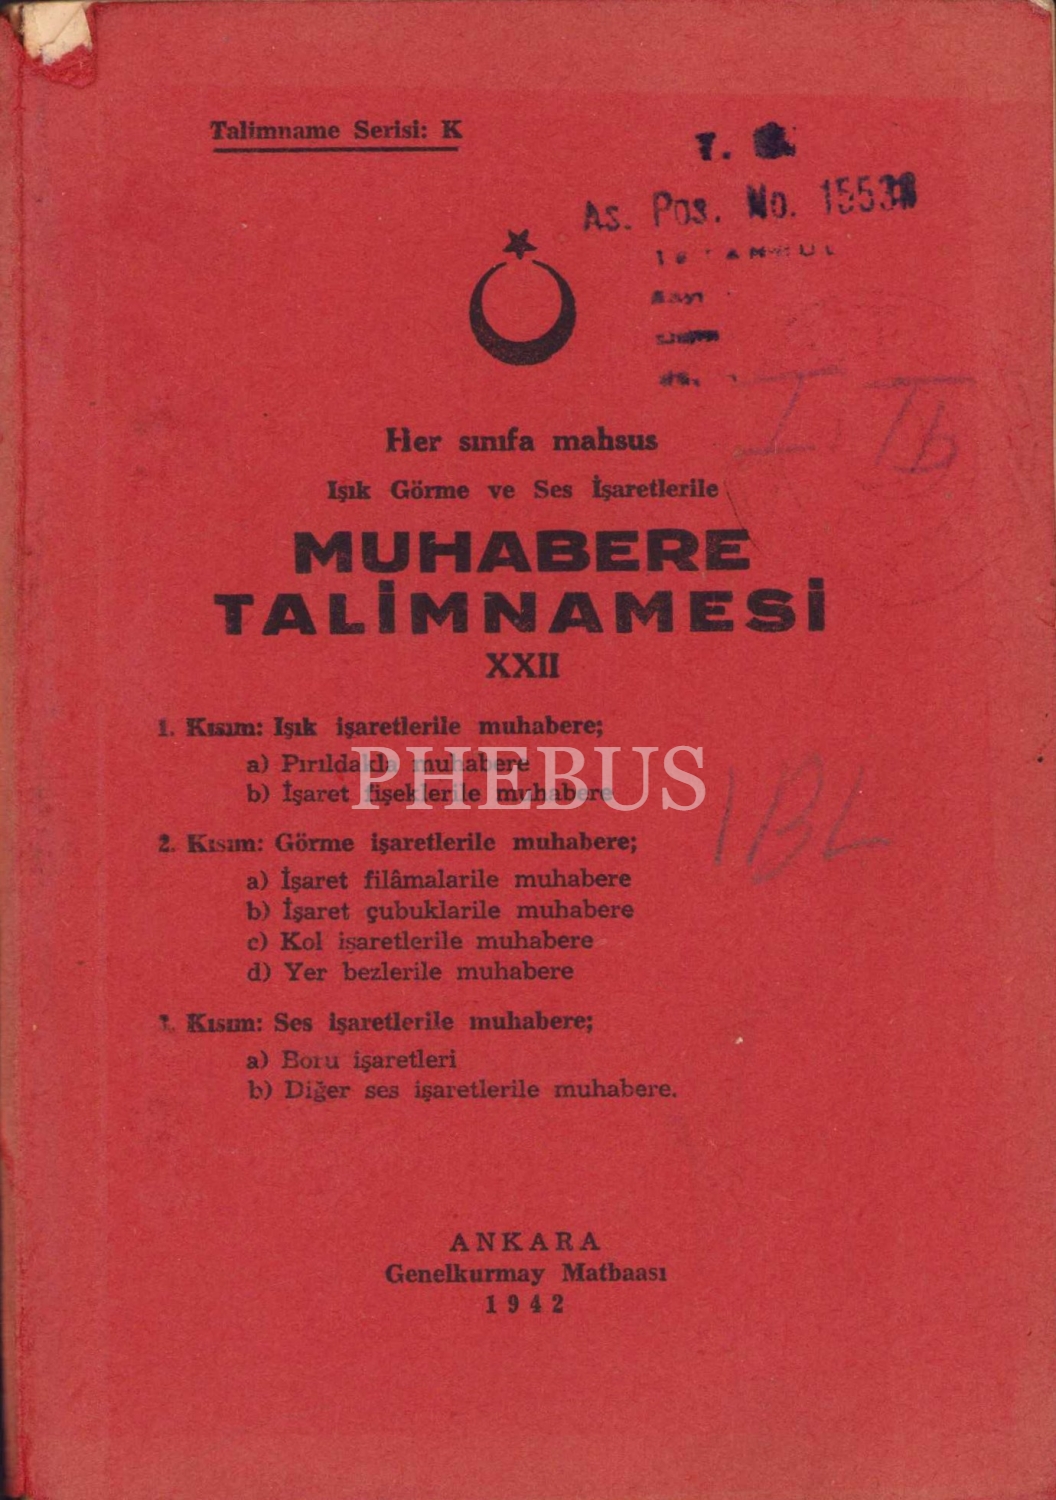 Talimname Serisi: K
T.
As. Pos. No. 1553
Her sınıfa mahsus
Işık Görme ve Ses İşaretlerile
MUHABERE
TALİMNAMESİ
XXII
1. Kısım: Işık işaretlerile muhabere;
a) Pırıldakla muhabere
b) İşaret fişeklerile muhabere
PHEBUS
2. Kısım: Görme işaretlerile muhabere;
a) İşaret filâmalarile muhabere
b) İşaret çubuklarile muhabere
c) Kol işaretlerile muhabere
d) Yer bezlerile muhabere
Kısım: Ses işaretlerile muhabere;
a) Boru işaretleri
b) Diğer ses işaretlerile muhabere.
ANKARA
Genelkurmay Matbaası
1942